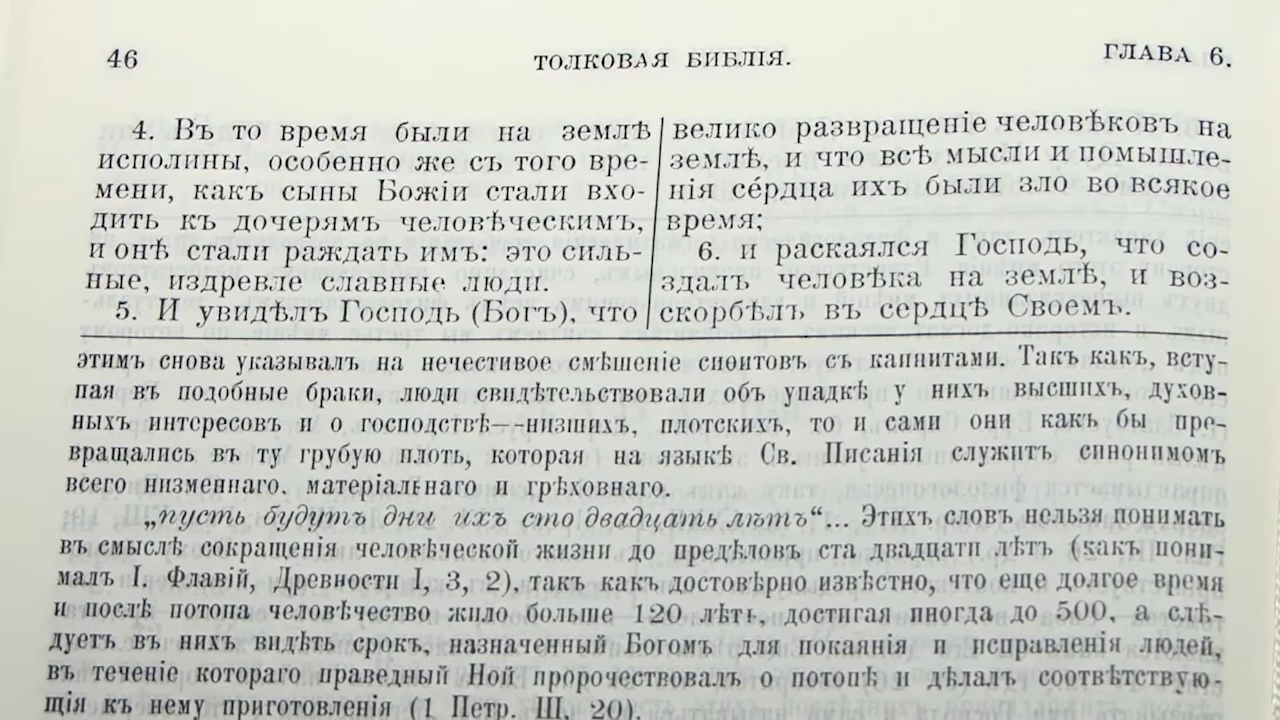 46
ТОЛКОВАЯ БИБЛІЯ.
ГЛАВА 6.
4. Въ то время были на землѣ
исполины, особенно же съ того вре-
мени, какъ сыны Божіи стали вхо-
дить къ дочерямъ человѣческимъ,
и онѣ стали раждать имъ: это силь-
ные, издревле славные люди.
5. И увидѣлъ Господь (Богъ), что
велико развращеніе человѣковъ на
землѣ, и что всѣ мысли и помышле-
нія се́рдца ихъ были зло во всякое
время;
6. и раскаялся Господь, что со-
здалъ человѣка на землѣ, и воз-
скорбѣлъ въ сердцѣ Своемъ.
этимъ снова указывалъ на нечестивое смѣшеніе сиѳитовъ съ каинитами. Такъ какъ, всту-
пая въ подобные браки, люди свидѣтельствовали объ упадкѣ у нихъ высшихъ, духов-
ныхъ интересовъ и о господствѣ—низшихъ, плотскихъ, то и сами они какъ бы пре-
вращались въ ту грубую плоть, которая на языкѣ Св. Писанія служитъ синонимомъ
всего низменнаго, матеріальнаго и грѣховнаго.
„пусть будутъ дни ихъ сто двадцать лѣтъ“... Этихъ словъ нельзя понимать
въ смыслѣ сокращенія человѣческой жизни до предѣловъ ста двадцати лѣтъ (какъ пони-
малъ І. Флавій, Древности I, 3, 2), такъ какъ достовѣрно извѣстно, что еще долгое время
и послѣ потопа человѣчество жило больше 120 лѣтъ, достигая иногда до 500, а слѣ-
дуетъ въ нихъ видѣть срокъ, назначенный Богомъ для покаянія и исправленія людей,
въ теченіе котораго праведный Ной пророчествовалъ о потопѣ и дѣлалъ соотвѣтствую-
щія къ нему приготовленія (1 Петр. III, 20).